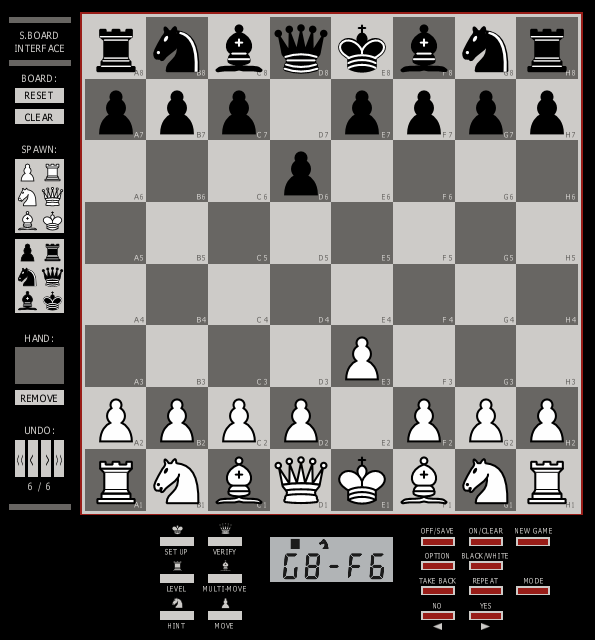 S.BOARD
INTERFACE
BOARD:
RESET
CLEAR
SPAWN:
HAND:
REMOVE
UNDO:
⟨⟨ ⟨ ⟩ ⟩⟩
6 / 6
A8 B8 C8 D8 E8 F8 G8 H8
A7 B7 C7 D7 E7 F7 G7 H7
A6 B6 C6 D6 E6 F6 G6 H6
A5 B5 C5 D5 E5 F5 G5 H5
A4 B4 C4 D4 E4 F4 G4 H4
A3 B3 C3 D3 E3 F3 G3 H3
A2 B2 C2 D2 E2 F2 G2 H2
A1 B1 C1 D1 E1 F1 G1 H1
SET UP VERIFY
LEVEL MULTI-MOVE
HINT MOVE
G8-F6
OFF/SAVE ON/CLEAR NEW GAME
OPTION BLACK/WHITE
TAKE BACK REPEAT MODE
NO YES